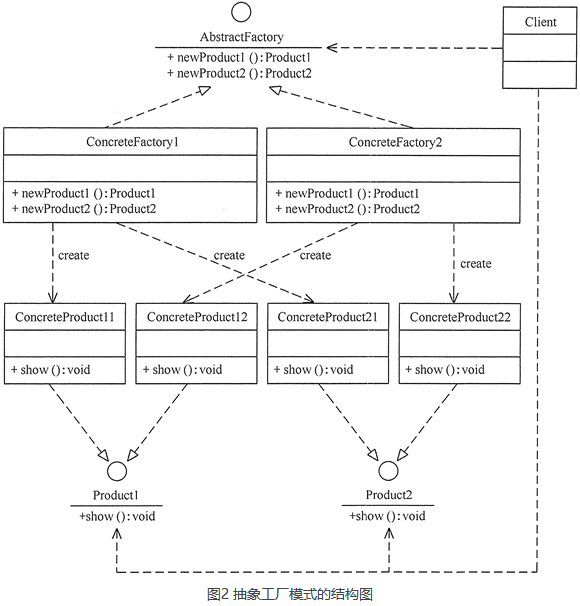 Client
AbstractFactory
+ newProduct1 ():Product1
+ newProduct2 ():Product2
ConcreteFactory1
ConcreteFactory2
+ newProduct1 ():Product1
+ newProduct2 ():Product2
+ newProduct1 ():Product1
+ newProduct2 ():Product2
create
create
create
create
ConcreteProduct11
ConcreteProduct12
ConcreteProduct21
ConcreteProduct22
+ show ():void
+ show ():void
+ show ():void
+ show ():void
Product1
+show ():void
Product2
+show ():void
图2 抽象工厂模式的结构图